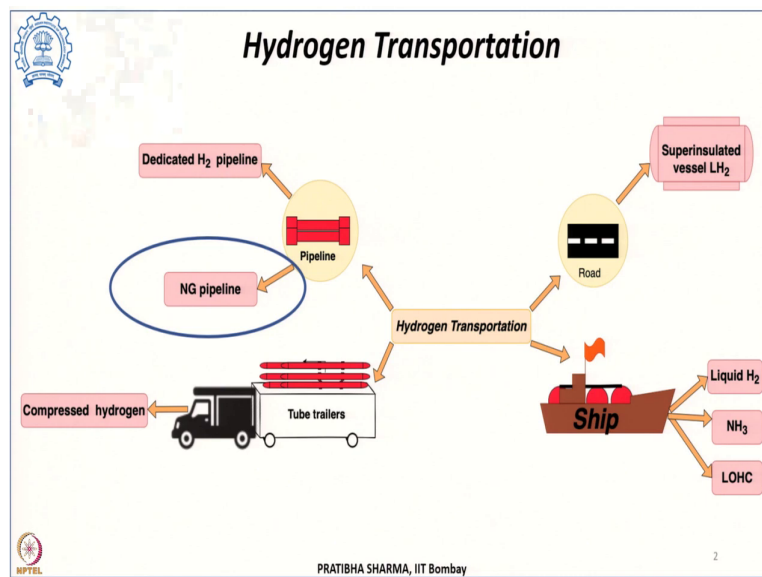 Hydrogen Transportation
Dedicated H₂ pipeline
Superinsulated
vessel LH₂
Pipeline
Road
NG pipeline
Hydrogen Transportation
Compressed hydrogen
Tube trailers
Ship
Liquid H₂
NH₃
LOHC
NPTEL
PRATIBHA SHARMA, IIT Bombay
2